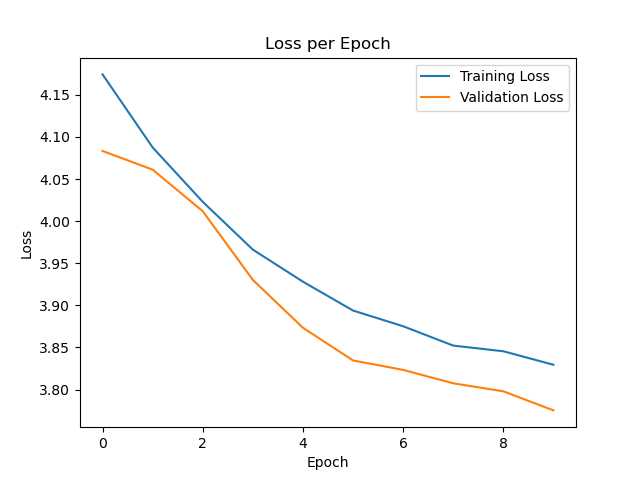 Loss per Epoch
Training Loss
Validation Loss
4.15
4.10
4.05
4.00
3.95
3.90
3.85
3.80
Loss
0 2 4 6 8
Epoch